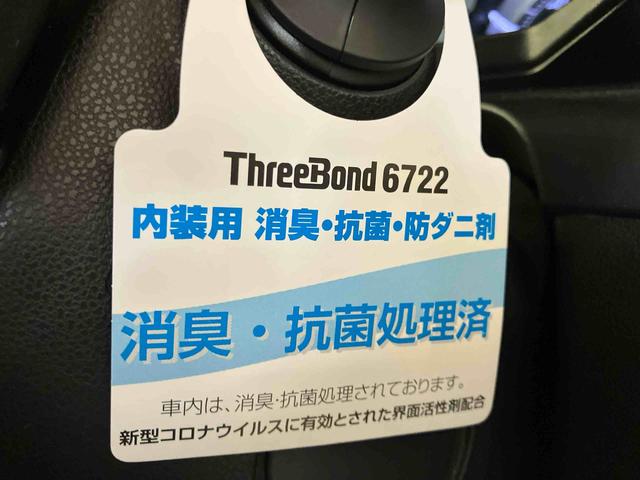 ThreeBond 6722
内装用 消臭・抗菌・防ダニ剤
消臭・抗菌処理済
車内は、消臭・抗菌処理されております。
新型コロナウイルスに有効とされた界面活性剤配合